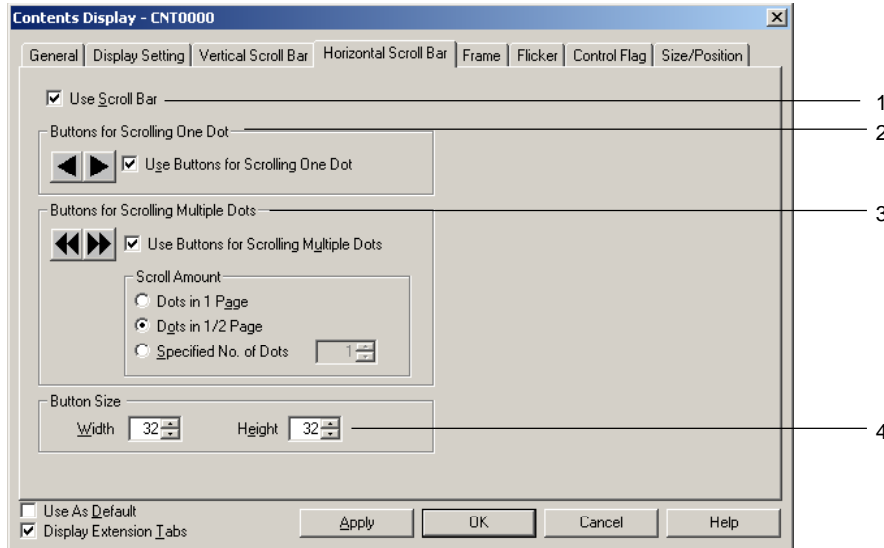 Contents Display - CNT0000
General Display Setting Vertical Scroll Bar Horizontal Scroll Bar Frame Flicker Control Flag Size/Position
Use Scroll Bar 1
Buttons for Scrolling One Dot 2
Use Buttons for Scrolling One Dot
Buttons for Scrolling Multiple Dots 3
Use Buttons for Scrolling Multiple Dots
Scroll Amount
Dots in 1 Page
Dots in 1/2 Page
Specified No. of Dots 1
Button Size
Width 32 Height 32 4
Use As Default
Display Extension Tabs
Apply OK Cancel Help